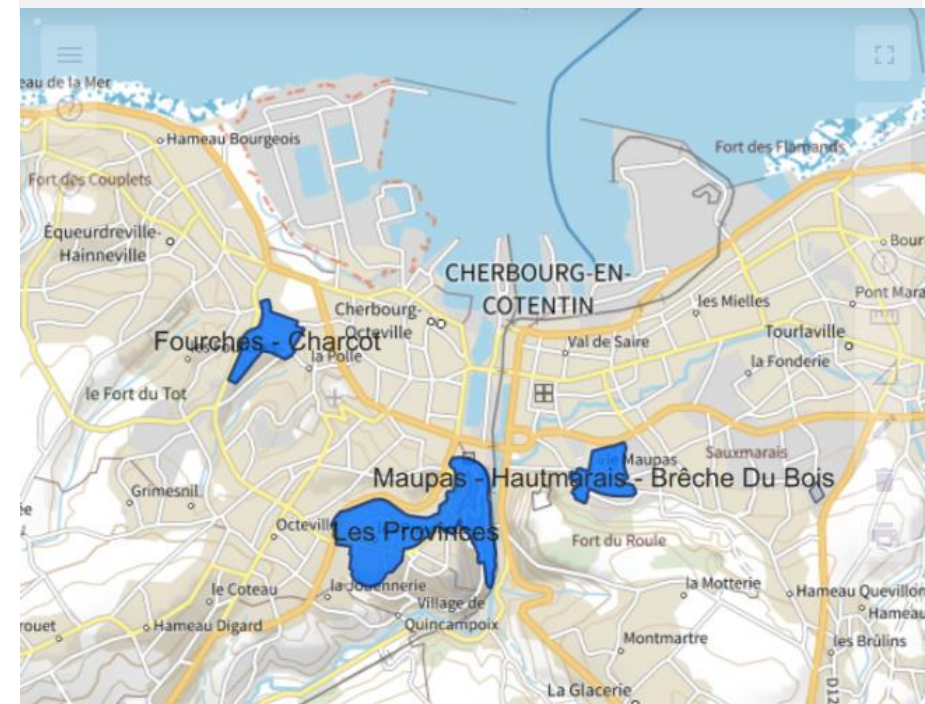 eau de la Mer
Hameau Bourgeois
Fort des Flamands
Fort des Couplets
Équeurdreville-
Hainneville
Bour
CHERBOURG-EN-
COTENTIN
Pont Mara
les Mielles
Cherbourg-
Octeville
Tourlaville
Fourches - Charcot
la Polle
Val de Saire
la Fonderie
le Fort du Tot
Maupas
Sauxmarais
Maupas - Hautmarais - Brêche Du Bois
Grimesnil
Octeville
Les Provinces
Fort du Roule
le Coteau
la Jouennerie
la Motterie
Hameau Quevillon
Village de
Quincampoix
Hameau
rouet
Hameau Digard
Montmartre
les Brûlins
La Glacerie
D12